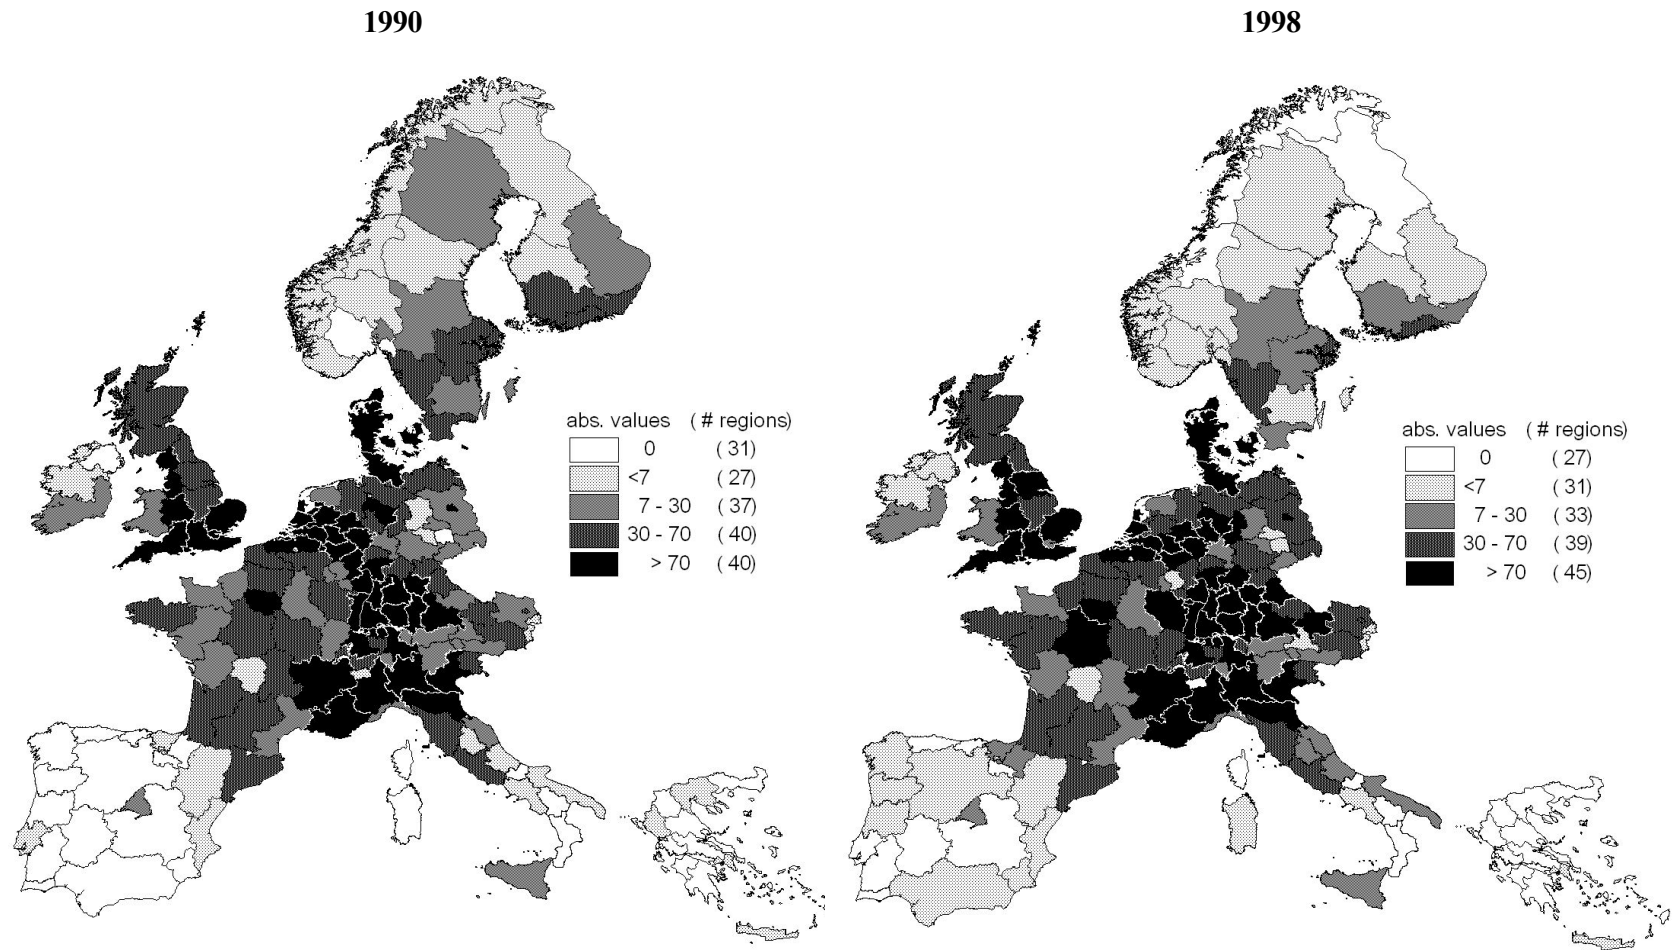 1990
1998
abs. values ( # regions)
0 ( 31)
<7 ( 27)
7 - 30 ( 37)
30 - 70 ( 40)
> 70 ( 40)
abs. values ( # regions)
0 ( 27)
<7 ( 31)
7 - 30 ( 33)
30 - 70 ( 39)
> 70 ( 45)